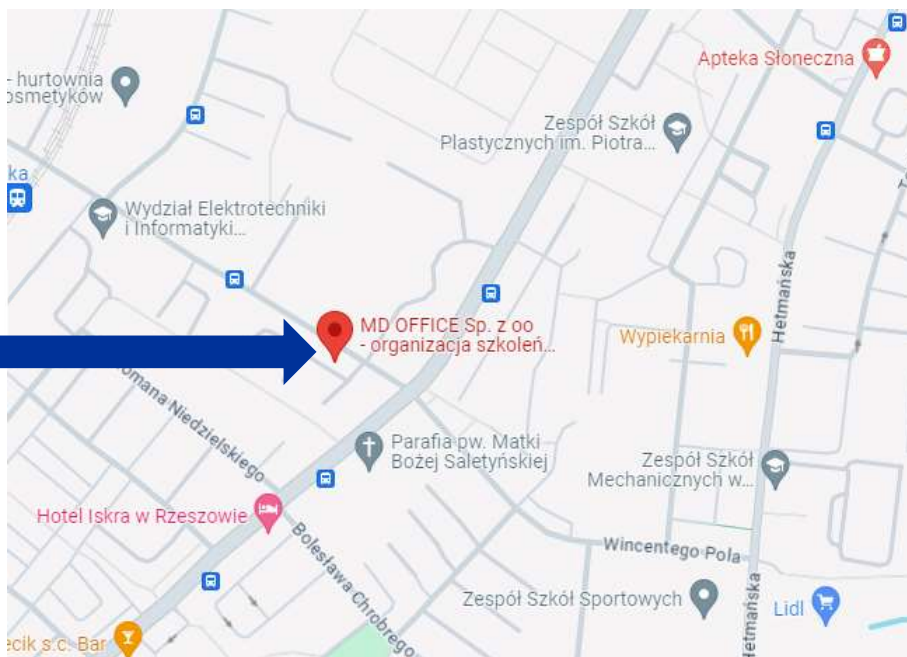 Apteka Słoneczna
- hurtownia
osmetyków
Zespół Szkół
Plastycznych im. Piotra...
ka
Wydział Elektrotechniki
i Informatyki...
Hetmańska
MD OFFICE Sp. z oo
- organizacja szkoleń...
Wypiekarnia
omana Niedzielskiego
Parafia pw. Matki
Bożej Saletyńskiej
Zespół Szkół
Mechanicznych w...
Hotel Iskra w Rzeszowie
Bolesława Chrobrego
Wincentego Pola
Zespół Szkół Sportowych
Lidl
Hetmańska
ecik s.c. Bar